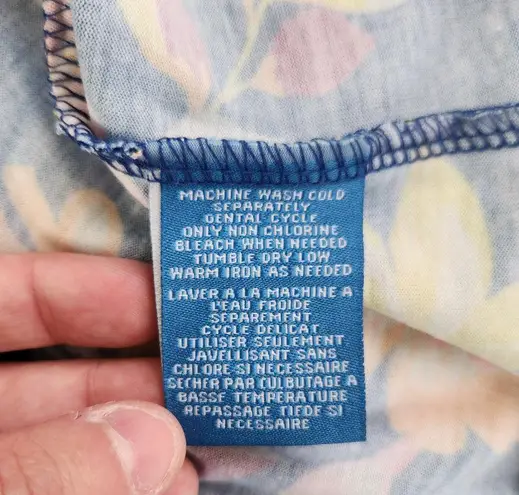 MACHINE WASH COLD
SEPARATELY
GENTAL CYCLE
ONLY NON CHLORINE
BLEACH WHEN NEEDED
TUMBLE DRY LOW
WARM IRON AS NEEDED
LAVER A LA MACHINE A
L'EAU FROIDE
SEPAREMENT
CYCLE DELICAT
UTILISER SEULEMENT
JAVELLISANT SANS
CHLORE SI NECESSAIRE
SECHER PAR CULBUTAGE A
BASSE TEMPERATURE
REPASSAGE TIEDE SI
NECESSAIRE